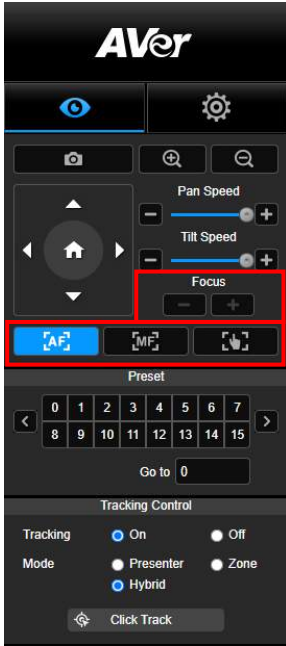 AVer
Pan Speed
Tilt Speed
Focus
AF
MF
Preset
0 1 2 3 4 5 6 7
8 9 10 11 12 13 14 15
Go to 0
Tracking Control
Tracking On Off
Mode Presenter Zone
Hybrid
Click Track